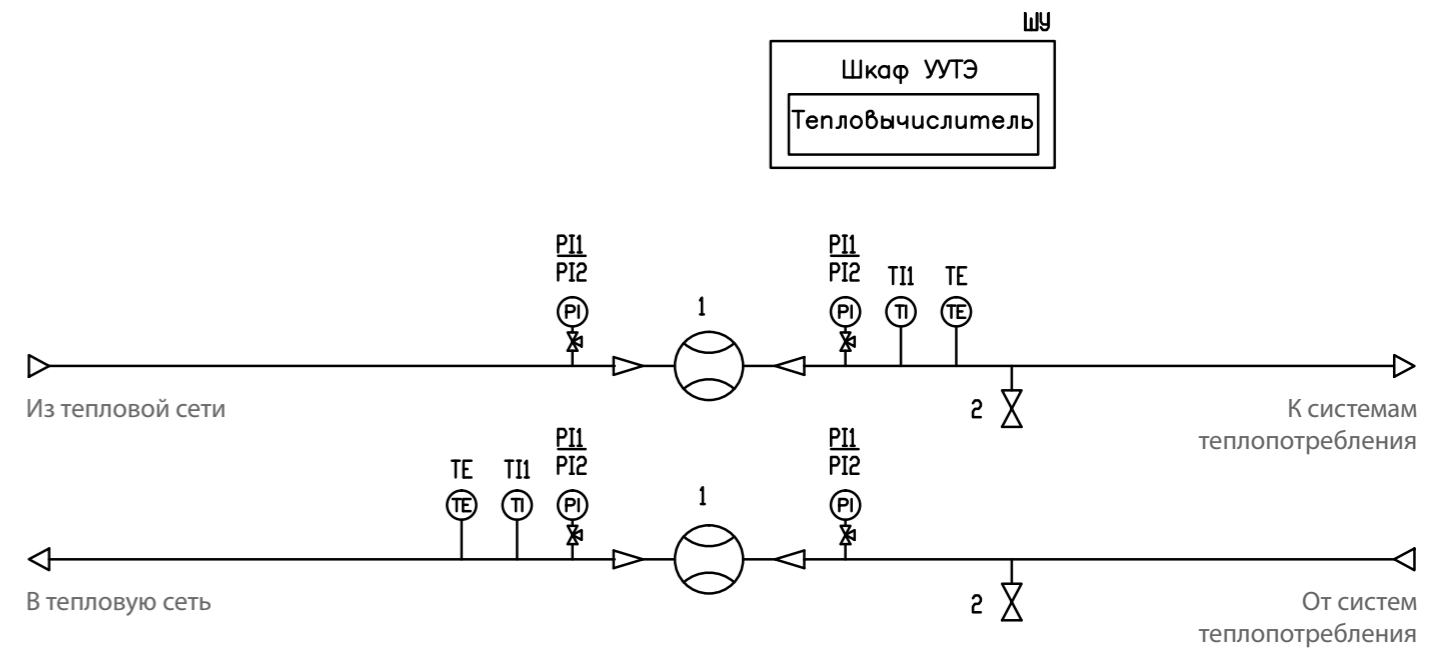 ШУ
Шкаф УУТЭ
Тепловычислитель
PI1
PI2
PI
1
PI1
PI2
PI
TI1
TI
TE
TE
Из тепловой сети
2
К системам
теплопотребления
TE
TE
TI1
TI
PI1
PI2
PI
1
PI1
PI2
PI
В тепловую сеть
2
От систем
теплопотребления